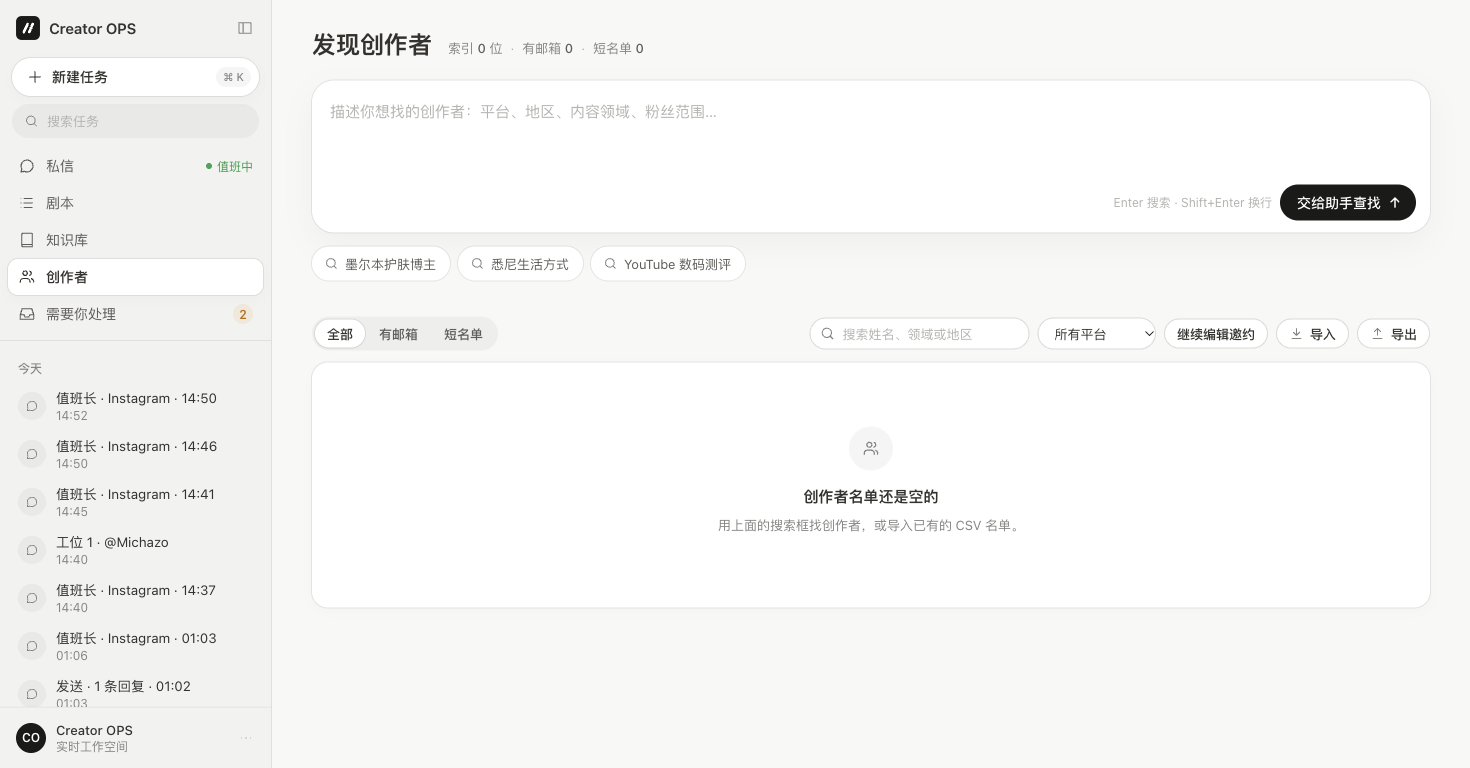 Creator OPS
新建任务 ⌘ K
搜索任务
私信 值班中
剧本
知识库
创作者
需要你处理 2
今天
值班长 · Instagram · 14:50
14:52
值班长 · Instagram · 14:46
14:50
值班长 · Instagram · 14:41
14:45
工位 1 · @Michazo
14:40
值班长 · Instagram · 14:37
14:40
值班长 · Instagram · 01:03
01:06
发送 · 1 条回复 · 01:02
01:03
CO
Creator OPS
实时工作空间
发现创作者 索引 0 位 · 有邮箱 0 · 短名单 0
描述你想找的创作者：平台、地区、内容领域、粉丝范围...
Enter 搜索 · Shift+Enter 换行 交给助手查找
墨尔本护肤博主 悉尼生活方式 YouTube 数码测评
全部 有邮箱 短名单 搜索姓名、领域或地区 所有平台 继续编辑邀约 导入 导出
创作者名单还是空的
用上面的搜索框找创作者，或导入已有的 CSV 名单。